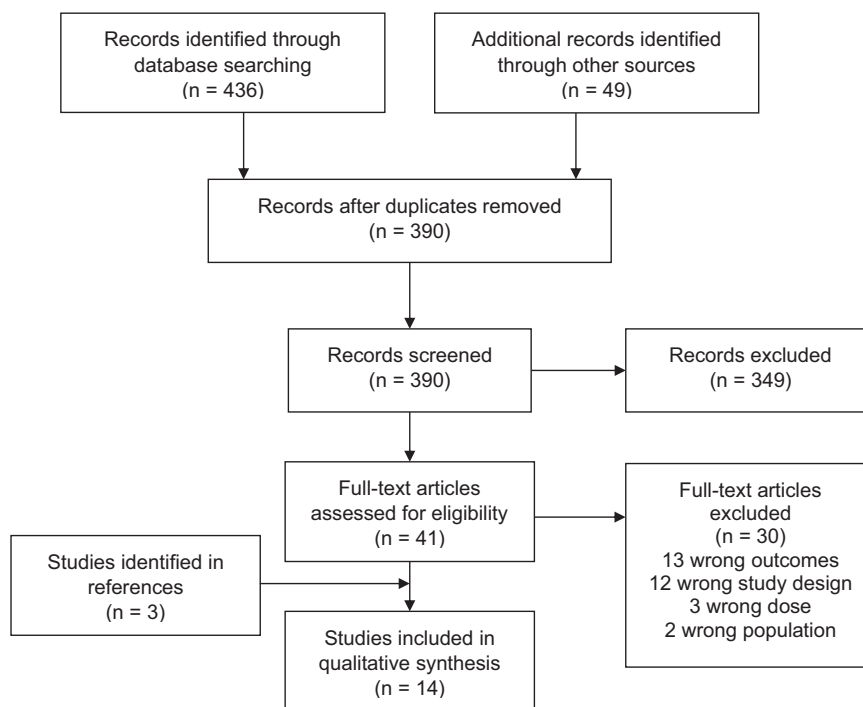 Records identified through
database searching
(n = 436)
Additional records identified
through other sources
(n = 49)
Records after duplicates removed
(n = 390)
Records screened
(n = 390)
Records excluded
(n = 349)
Full-text articles
assessed for eligibility
(n = 41)
Full-text articles
excluded
(n = 30)
13 wrong outcomes
12 wrong study design
3 wrong dose
2 wrong population
Studies identified in
references
(n = 3)
Studies included in
qualitative synthesis
(n = 14)